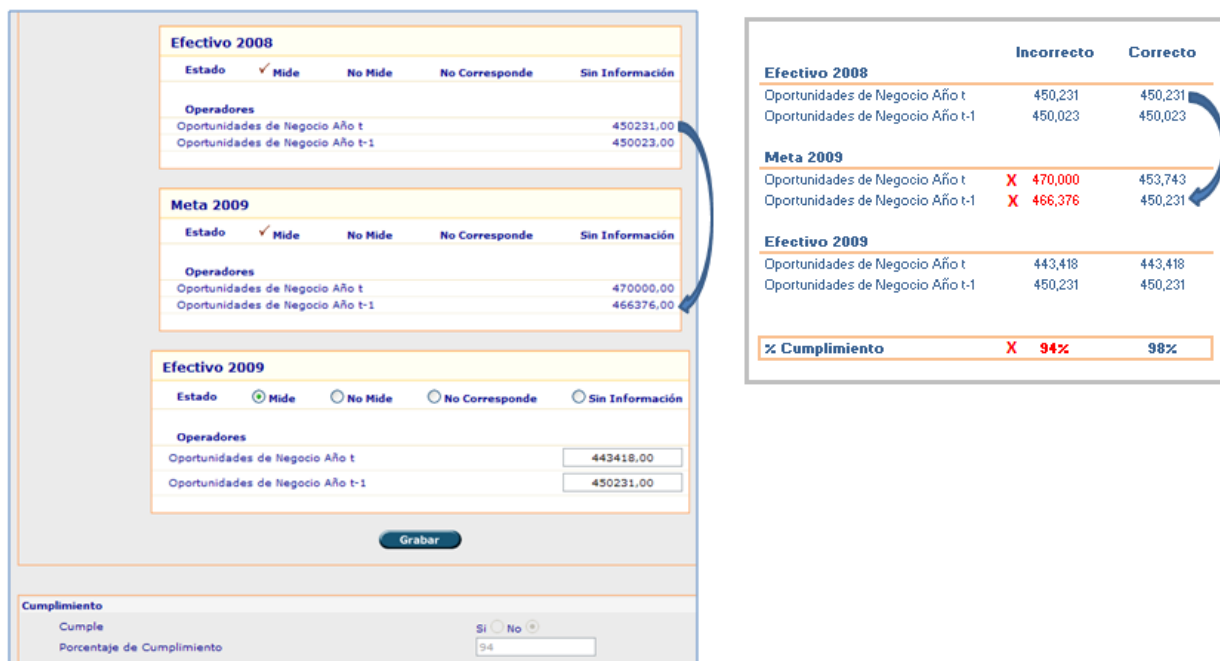 Efectivo 2008
Estado Mide No Mide No Corresponde Sin Información
Operadores
Oportunidades de Negocio Año t 450231,00
Oportunidades de Negocio Año t-1 450023,00
Meta 2009
Estado Mide No Mide No Corresponde Sin Información
Operadores
Oportunidades de Negocio Año t 470000,00
Oportunidades de Negocio Año t-1 466376,00
Efectivo 2009
Estado Mide No Mide No Corresponde Sin Información
Operadores
Oportunidades de Negocio Año t 443418,00
Oportunidades de Negocio Año t-1 450231,00
Grabar
Cumplimiento
Cumple Si No
Porcentaje de Cumplimiento 94
Incorrecto Correcto
Efectivo 2008
Oportunidades de Negocio Año t 450,231 450,231
Oportunidades de Negocio Año t-1 450,023 450,023
Meta 2009
Oportunidades de Negocio Año t X 470,000 453,743
Oportunidades de Negocio Año t-1 X 466,376 450,231
Efectivo 2009
Oportunidades de Negocio Año t 443,418 443,418
Oportunidades de Negocio Año t-1 450,231 450,231
% Cumplimiento X 94% 98%